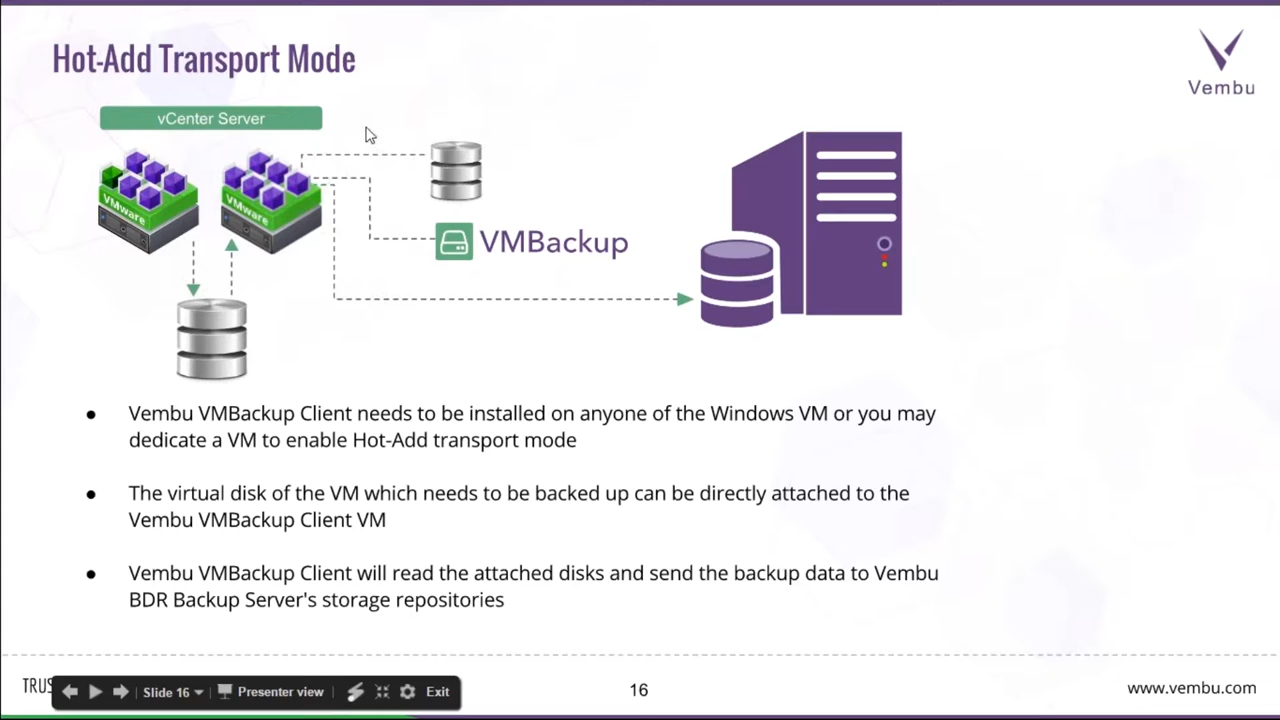 Hot-Add Transport Mode
Vembu
vCenter Server
VMware
VMware
VMBackup
● Vembu VMBackup Client needs to be installed on anyone of the Windows VM or you may
dedicate a VM to enable Hot-Add transport mode
● The virtual disk of the VM which needs to be backed up can be directly attached to the
Vembu VMBackup Client VM
● Vembu VMBackup Client will read the attached disks and send the backup data to Vembu
BDR Backup Server's storage repositories
TRUS
Slide 16
Presenter view
Exit
16
www.vembu.com